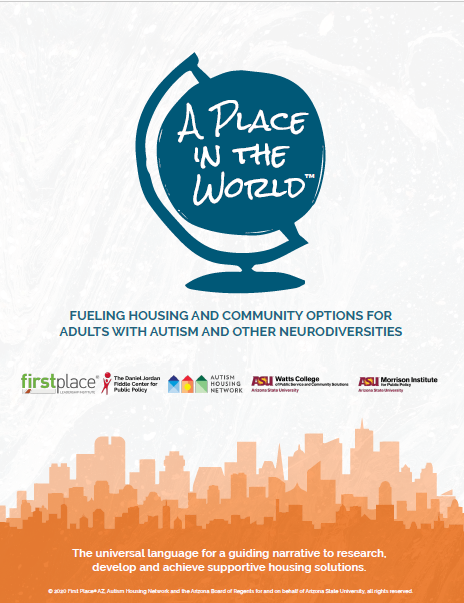 A PLACE
IN THE
WORLD™
FUELING HOUSING AND COMMUNITY OPTIONS FOR
ADULTS WITH AUTISM AND OTHER NEURODIVERSITIES
firstplace®
LEADERSHIP INSTITUTE
The Daniel Jordan
Fiddle Center for
Public Policy
AUTISM
HOUSING
NETWORK
ASU Watts College
of Public Service and Community Solutions
Arizona State University
ASU Morrison Institute
for Public Policy
Arizona State University
The universal language for a guiding narrative to research,
develop and achieve supportive housing solutions.
© 2020 First Place® AZ, Autism Housing Network and the Arizona Board of Regents for and on behalf of Arizona State University, all rights reserved.